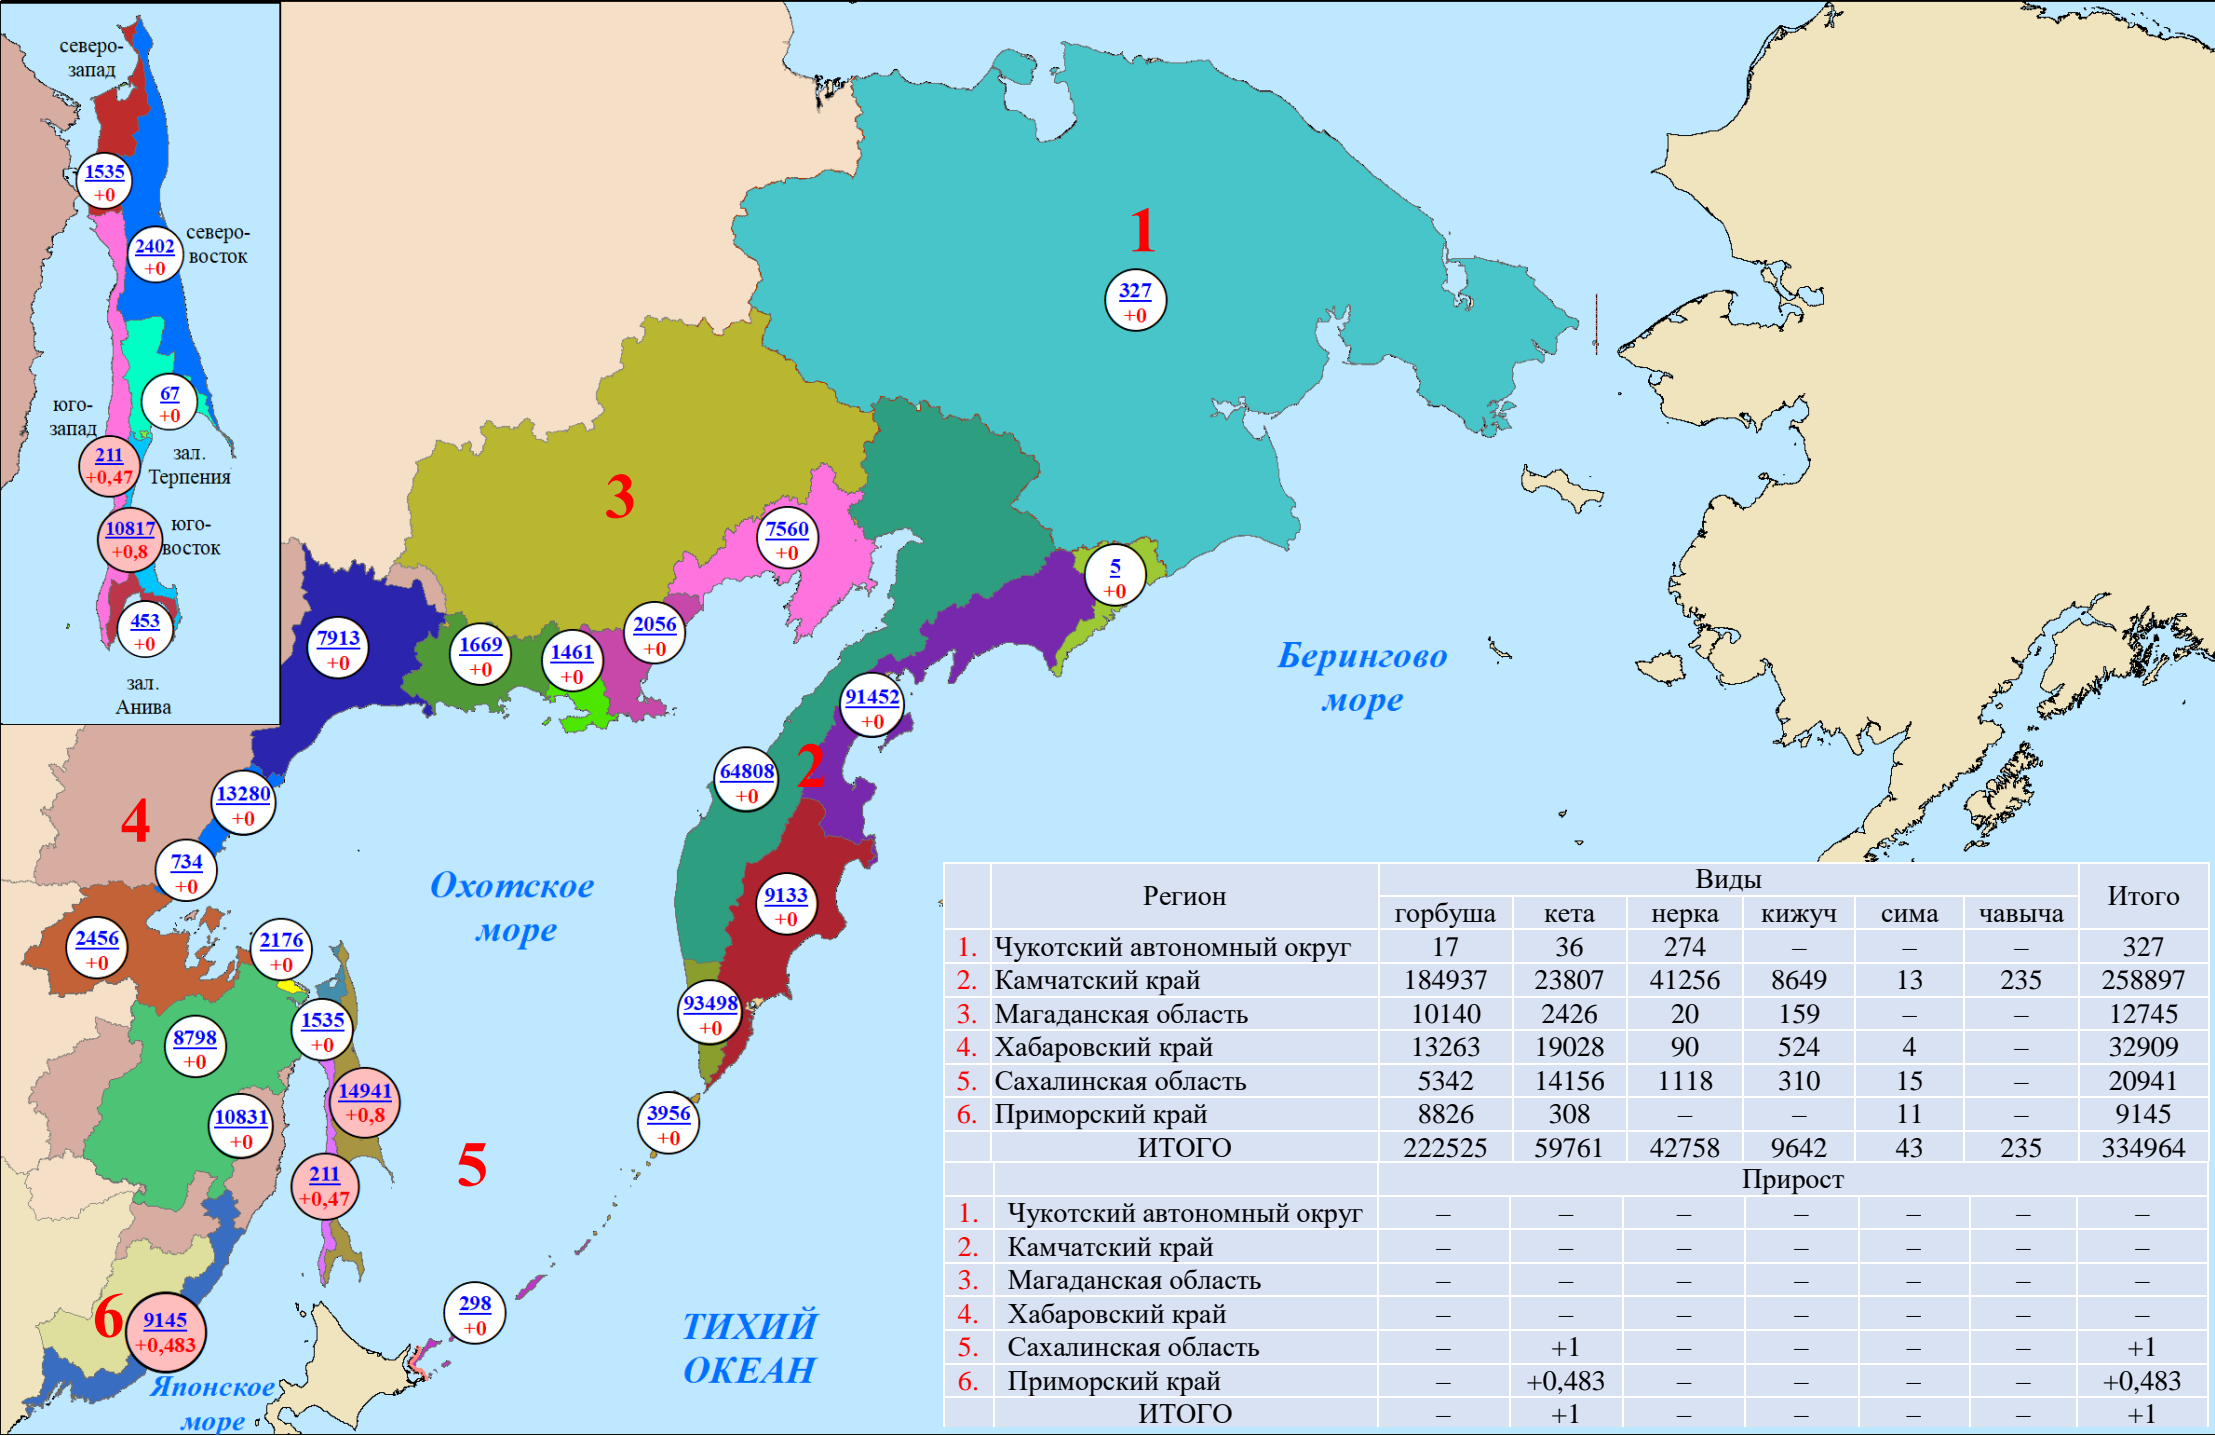 северо-
запад
1535
+0
северо-
восток
2402
+0
67
+0
юго-
запад
211
+0,47
зал.
Терпения
10817
+0,8
юго-
восток
453
+0
зал.
Анива
1
327
+0
3
7560
+0
5
+0
7913
+0
1669
+0
1461
+0
2056
+0
91452
+0
Берингово
море
2
64808
+0
4
13280
+0
734
+0
9133
+0
Охотское
море
2456
+0
2176
+0
93498
+0
1535
+0
8798
+0
14941
+0,8
10831
+0
3956
+0
5
211
+0,47
298
+0
6
9145
+0,483
ТИХИЙ
ОКЕАН
Японское
море
Регион Виды Итого
горбуша кета нерка кижуч сима чавыча
1. Чукотский автономный округ 17 36 274 – – – 327
2. Камчатский край 184937 23807 41256 8649 13 235 258897
3. Магаданская область 10140 2426 20 159 – – 12745
4. Хабаровский край 13263 19028 90 524 4 – 32909
5. Сахалинская область 5342 14156 1118 310 15 – 20941
6. Приморский край 8826 308 – – 11 – 9145
ИТОГО 222525 59761 42758 9642 43 235 334964
Прирост
1. Чукотский автономный округ – – – – – – –
2. Камчатский край – – – – – – –
3. Магаданская область – – – – – – –
4. Хабаровский край – – – – – – –
5. Сахалинская область – +1 – – – – +1
6. Приморский край – +0,483 – – – – +0,483
ИТОГО – +1 – – – – +1